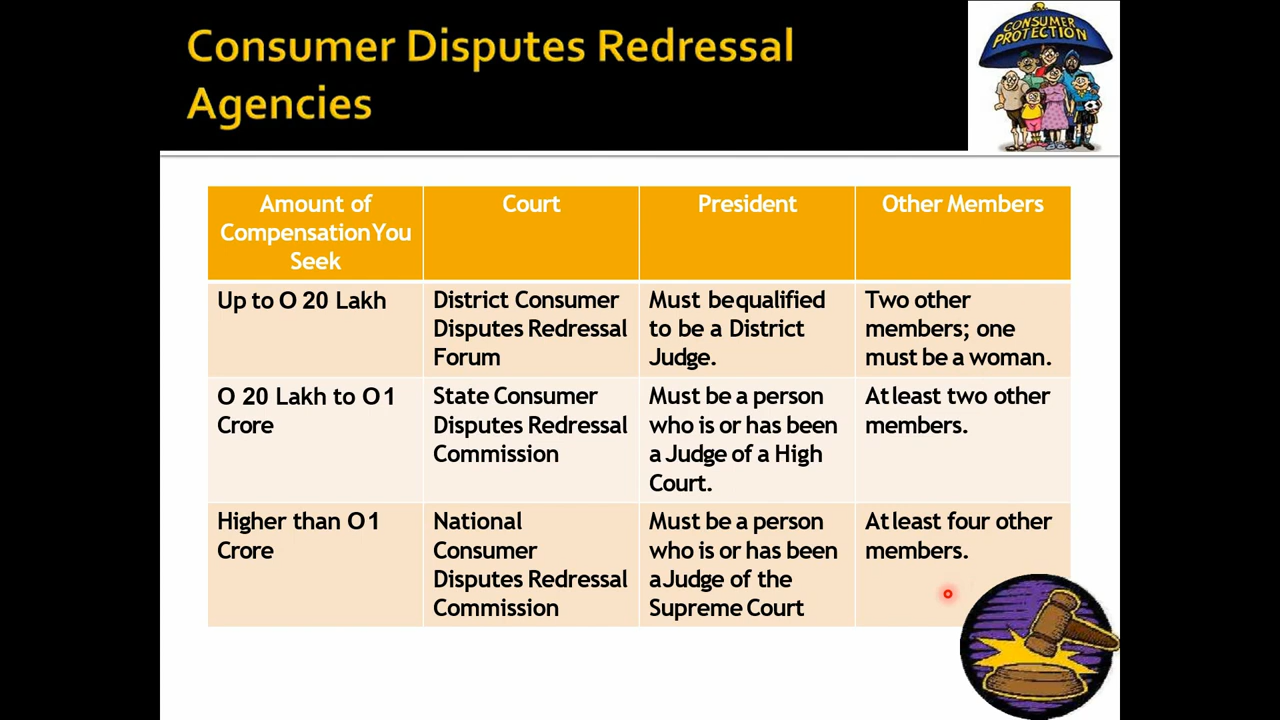 Consumer Disputes Redressal
Agencies
CONSUMER
PROTECTION
Amount of
Compensation You
Seek
Court
President
Other Members
Up to O 20 Lakh
District Consumer
Disputes Redressal
Forum
Must be qualified
to be a District
Judge.
Two other
members; one
must be a woman.
O 20 Lakh to O 1
Crore
State Consumer
Disputes Redressal
Commission
Must be a person
who is or has been
a Judge of a High
Court.
At least two other
members.
Higher than O 1
Crore
National
Consumer
Disputes Redressal
Commission
Must be a person
who is or has been
a Judge of the
Supreme Court
At least four other
members.